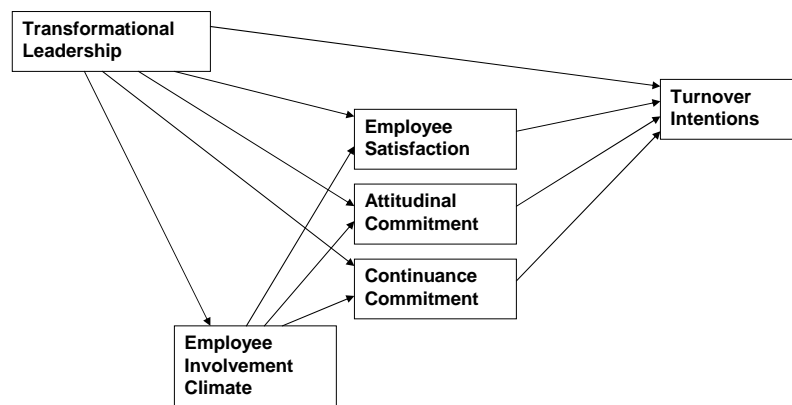 Transformational
Leadership
Turnover
Intentions
Employee
Satisfaction
Attitudinal
Commitment
Continuance
Commitment
Employee
Involvement
Climate